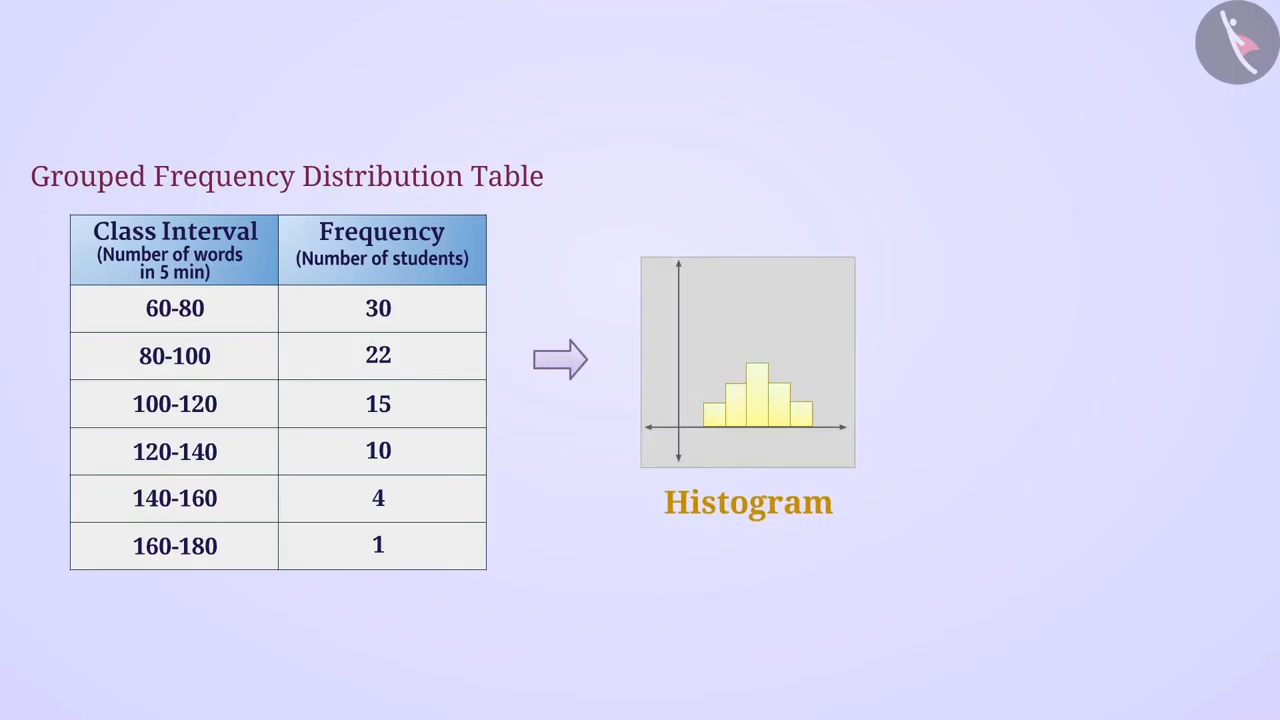 Grouped Frequency Distribution Table
Class Interval
(Number of words
in 5 min)
Frequency
(Number of students)
60-80 30
80-100 22
100-120 15
120-140 10
140-160 4
160-180 1
Histogram